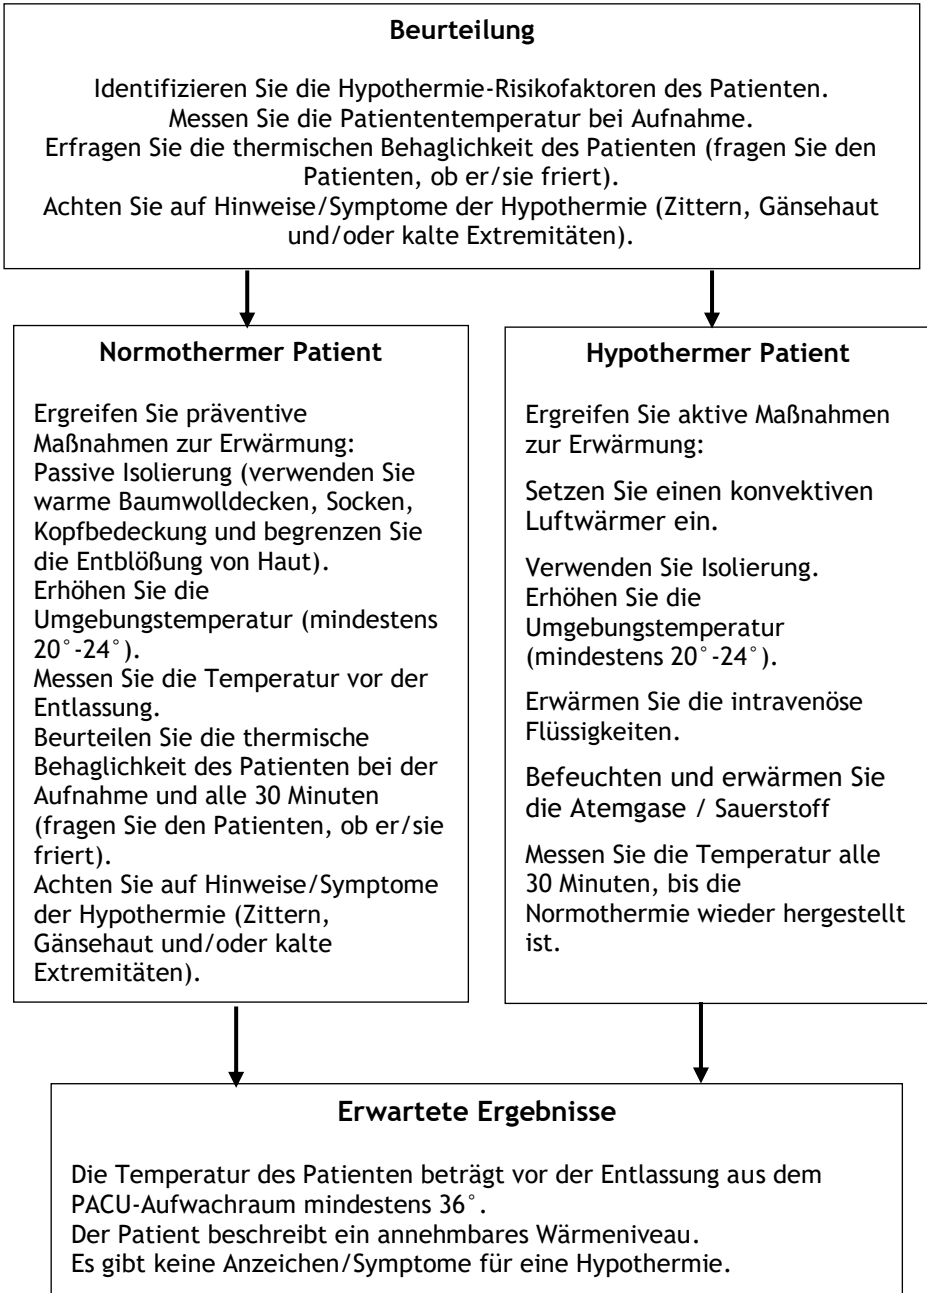 Beurteilung
Identifizieren Sie die Hypothermie-Risikofaktoren des Patienten.
Messen Sie die Patiententemperatur bei Aufnahme.
Erfragen Sie die thermischen Behaglichkeit des Patienten (fragen Sie den
Patienten, ob er/sie friert).
Achten Sie auf Hinweise/Symptome der Hypothermie (Zittern, Gänsehaut
und/oder kalte Extremitäten).
Normothermer Patient
Ergreifen Sie präventive
Maßnahmen zur Erwärmung:
Passive Isolierung (verwenden Sie
warme Baumwolldecken, Socken,
Kopfbedeckung und begrenzen Sie
die Entblößung von Haut).
Erhöhen Sie die
Umgebungstemperatur (mindestens
20°-24°).
Messen Sie die Temperatur vor der
Entlassung.
Beurteilen Sie die thermische
Behaglichkeit des Patienten bei der
Aufnahme und alle 30 Minuten
(fragen Sie den Patienten, ob er/sie
friert).
Achten Sie auf Hinweise/Symptome
der Hypothermie (Zittern,
Gänsehaut und/oder kalte
Extremitäten).
Hypothermer Patient
Ergreifen Sie aktive Maßnahmen
zur Erwärmung:
Setzen Sie einen konvektiven
Luftwärmer ein.
Verwenden Sie Isolierung.
Erhöhen Sie die
Umgebungstemperatur
(mindestens 20°-24°).
Erwärmen Sie die intravenöse
Flüssigkeiten.
Befeuchten und erwärmen Sie
die Atemgase / Sauerstoff
Messen Sie die Temperatur alle
30 Minuten, bis die
Normothermie wieder hergestellt
ist.
Erwartete Ergebnisse
Die Temperatur des Patienten beträgt vor der Entlassung aus dem
PACU-Aufwachraum mindestens 36°.
Der Patient beschreibt ein annehmbares Wärmeniveau.
Es gibt keine Anzeichen/Symptome für eine Hypothermie.